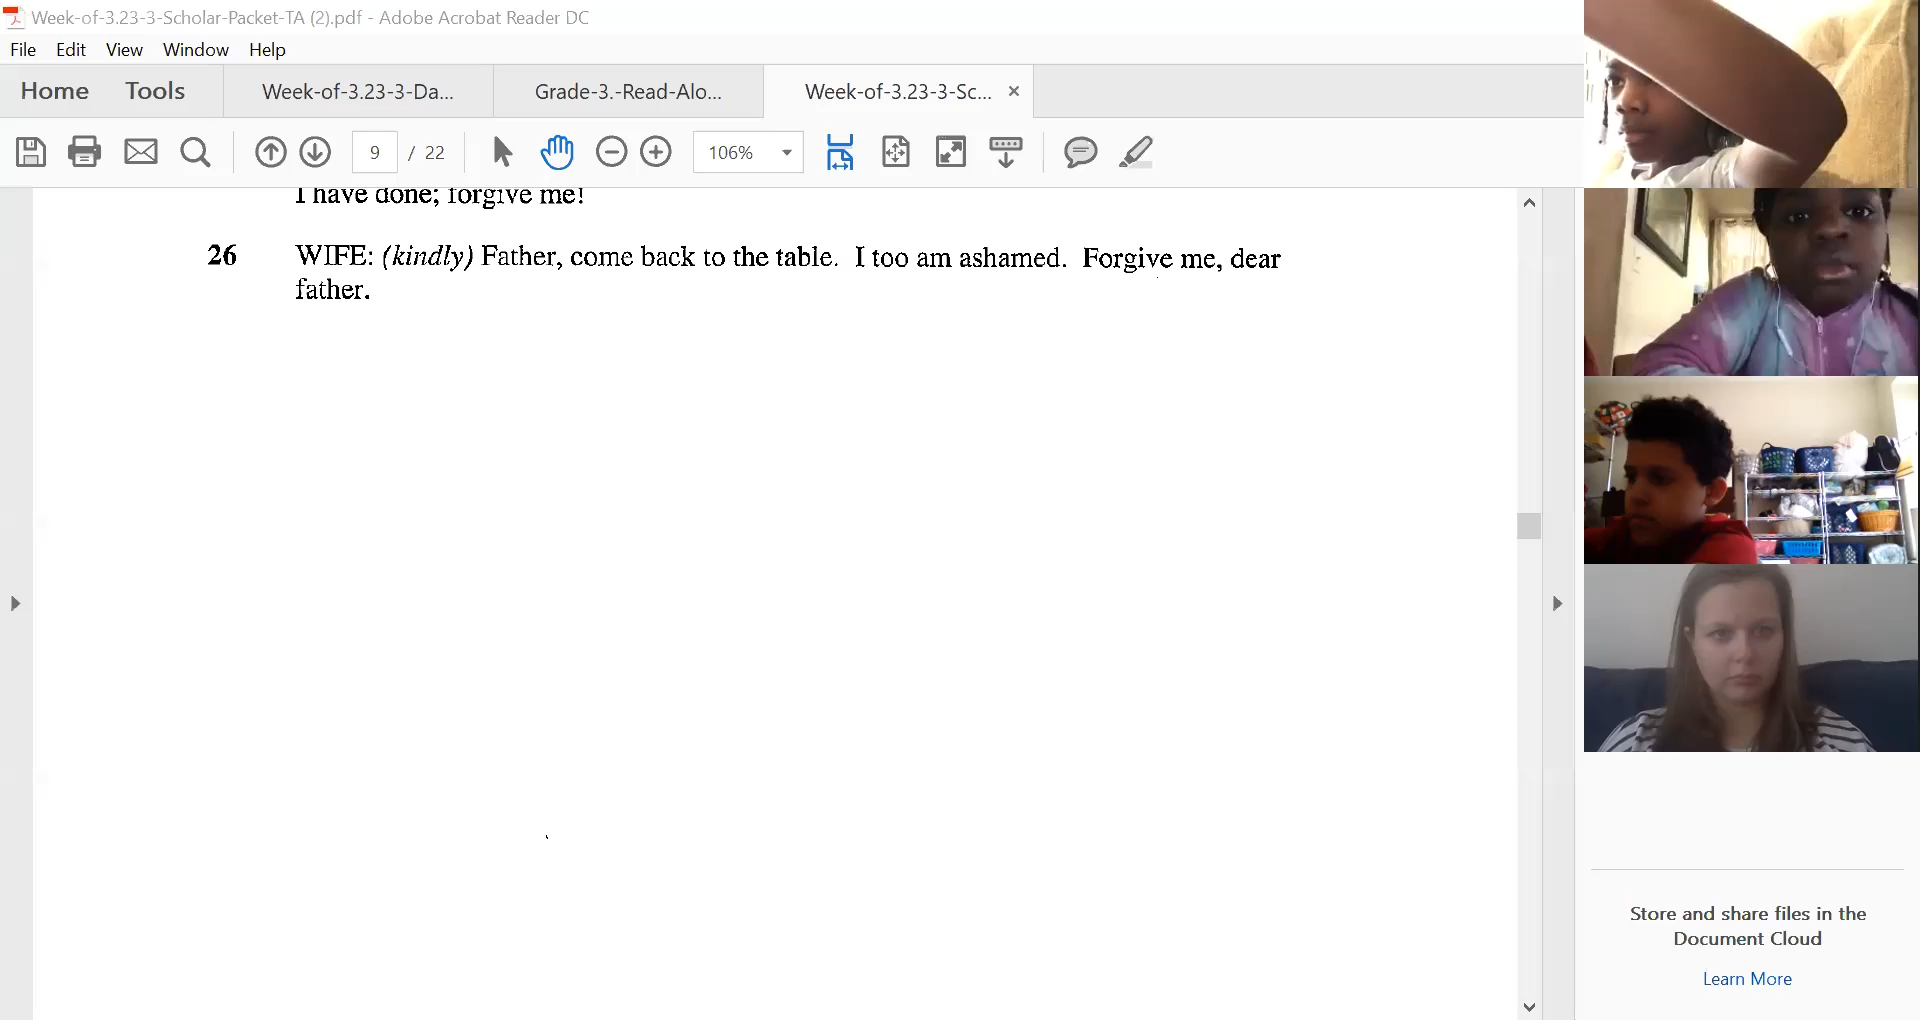 Week-of-3.23-3-Scholar-Packet-TA (2).pdf - Adobe Acrobat Reader DC
File Edit View Window Help
Home Tools Week-of-3.23-3-Da... Grade-3.-Read-Alo... Week-of-3.23-3-Sc... ×
9 / 22 106%
I have done; forgive me!
26 WIFE: (kindly) Father, come back to the table. I too am ashamed. Forgive me, dear
father.
Store and share files in the
Document Cloud
Learn More